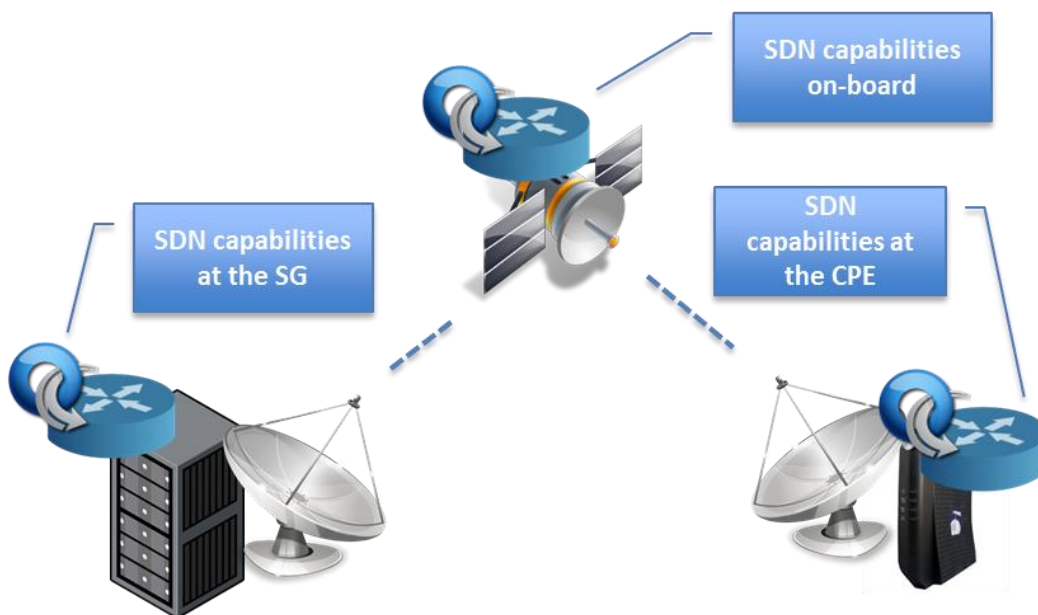 SDN capabilities
on-board
SDN
capabilities at
the CPE
SDN capabilities
at the SG